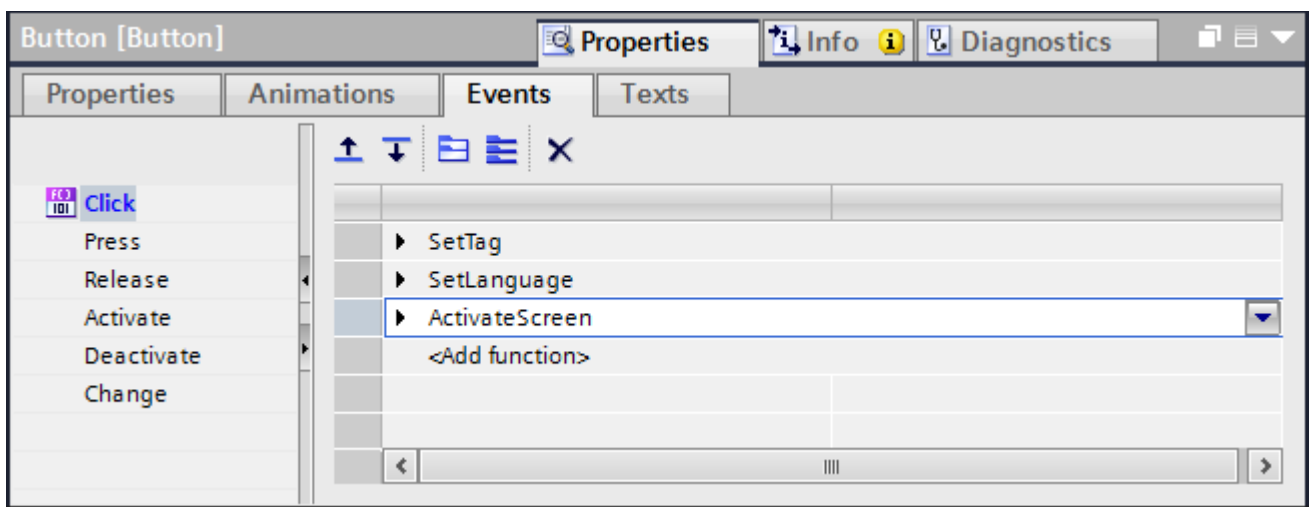 Button [Button]
Properties
Info
Diagnostics
Properties
Animations
Events
Texts
Click
Press
Release
Activate
Deactivate
Change
SetTag
SetLanguage
ActivateScreen
<Add function>